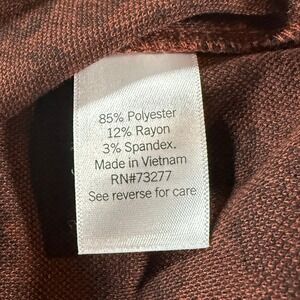 85% Polyester
12% Rayon
3% Spandex.
Made in Vietnam
RN#73277
See reverse for care